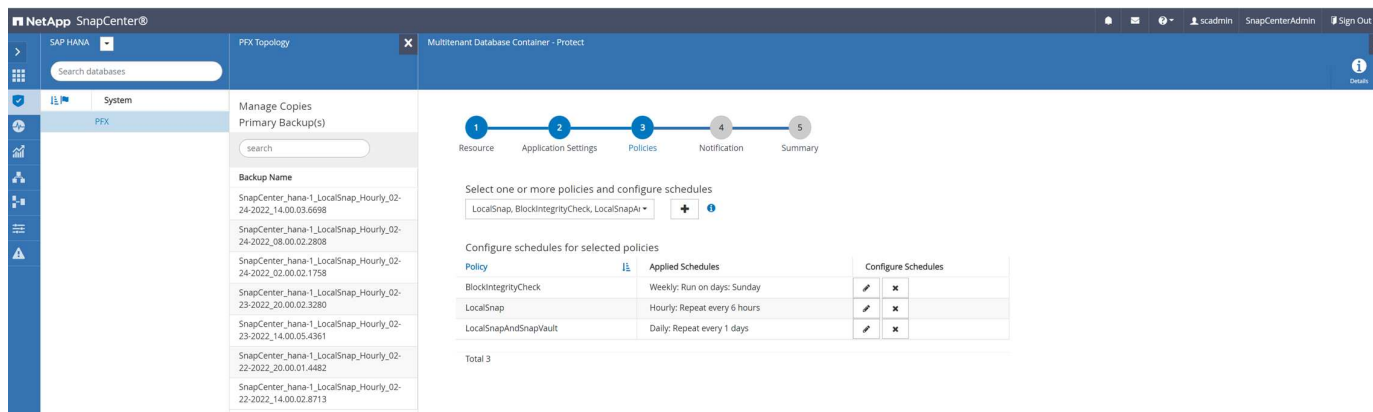 NetApp SnapCenter®
scadmin SnapCenterAdmin Sign Out
SAP HANA
Search databases
System
PFX
PFX Topology
Manage Copies
Primary Backup(s)
search
Backup Name
SnapCenter_hana-1_LocalSnap_Hourly_02-
24-2022_14.00.03.6698
SnapCenter_hana-1_LocalSnap_Hourly_02-
24-2022_08.00.02.2808
SnapCenter_hana-1_LocalSnap_Hourly_02-
24-2022_02.00.02.1758
SnapCenter_hana-1_LocalSnap_Hourly_02-
23-2022_20.00.02.3280
SnapCenter_hana-1_LocalSnap_Hourly_02-
23-2022_14.00.05.4361
SnapCenter_hana-1_LocalSnap_Hourly_02-
22-2022_20.00.01.4482
SnapCenter_hana-1_LocalSnap_Hourly_02-
22-2022_14.00.02.8713
Multitenant Database Container - Protect
Details
1 2 3 4 5
Resource Application Settings Policies Notification Summary
Select one or more policies and configure schedules
LocalSnap, BlockIntegrityCheck, LocalSnapAn
Configure schedules for selected policies
Policy Applied Schedules Configure Schedules
BlockIntegrityCheck Weekly: Run on days: Sunday
LocalSnap Hourly: Repeat every 6 hours
LocalSnapAndSnapVault Daily: Repeat every 1 days
Total 3